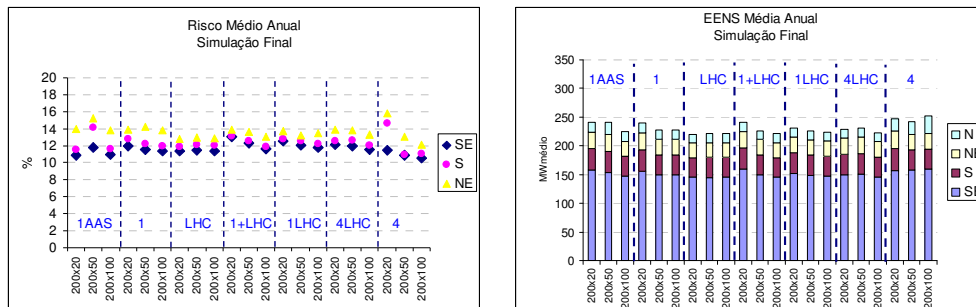 Risco Médio Anual
Simulação Final
20
18
16
14
12
10
8
6
4
2
0
%
1AAS 1 LHC 1+LHC 1LHC 4LHC 4
200x20 200x50 200x100 200x20 200x50 200x100 200x20 200x50 200x100 200x20 200x50 200x100 200x20 200x50 200x100 200x20 200x50 200x100 200x20 200x50 200x100
SE
S
NE
EENS Média Anual
Simulação Final
350
300
250
200
150
100
50
0
MWmédio
1AAS 1 LHC 1+LHC 1LHC 4LHC 4
200x20 200x50 200x100 200x20 200x50 200x100 200x20 200x50 200x100 200x20 200x50 200x100 200x20 200x50 200x100 200x20 200x50 200x100 200x20 200x50 200x100
N
NE
S
SE